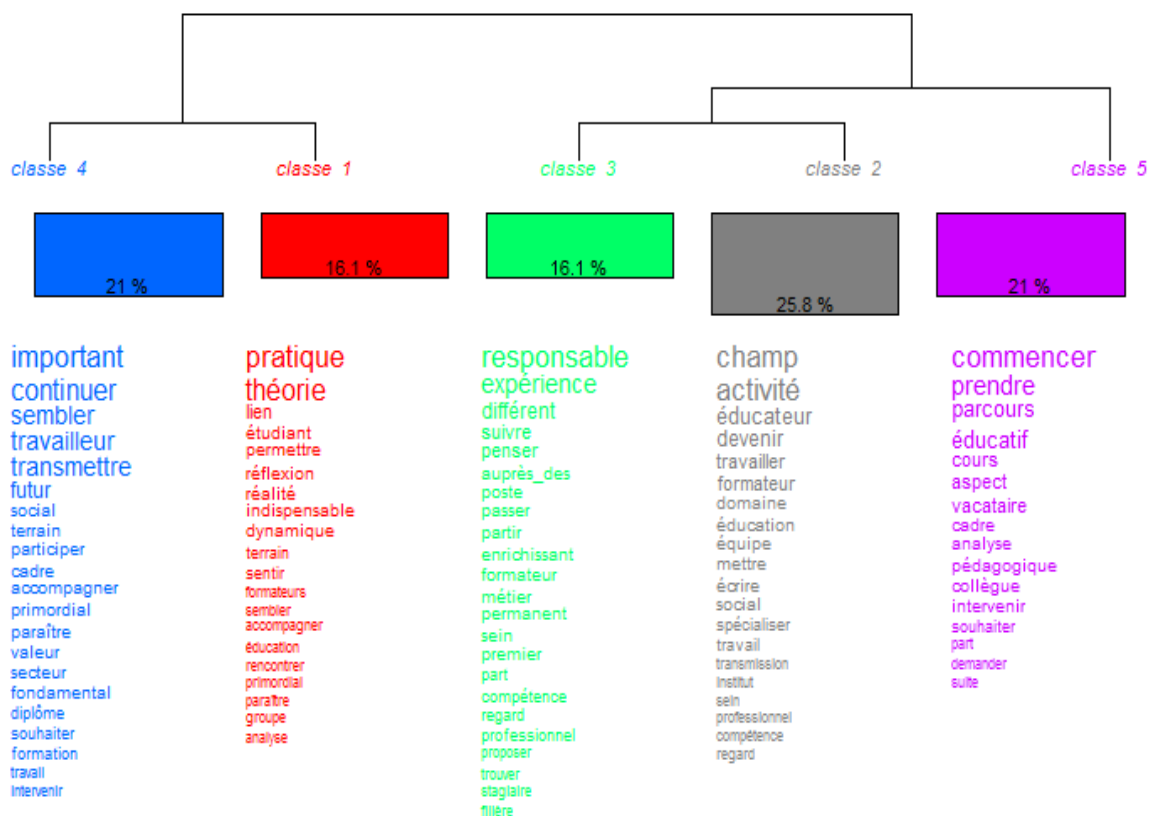 classe 4
classe 1
classe 3
classe 2
classe 5
21 %
16.1 %
16.1 %
25.8 %
21 %
important
continuer
sembler
travailleur
transmettre
futur
social
terrain
participer
cadre
accompagner
primordial
paraître
valeur
secteur
fondamental
diplôme
souhaiter
formation
travail
intervenir
pratique
théorie
lien
étudiant
permettre
réflexion
réalité
indispensable
dynamique
terrain
sentir
formateurs
sembler
accompagner
éducation
rencontrer
primordial
paraître
groupe
analyse
responsable
expérience
différent
suivre
penser
auprès_des
poste
passer
partir
enrichissant
formateur
métier
permanent
sein
premier
part
compétence
regard
professionnel
proposer
trouver
stagiaire
filière
champ
activité
éducateur
devenir
travailler
formateur
domaine
éducation
équipe
mettre
écrire
social
spécialiser
travail
transmission
institut
sein
professionnel
compétence
regard
commencer
prendre
parcours
éducatif
cours
aspect
vacataire
cadre
analyse
pédagogique
collègue
intervenir
souhaiter
part
demander
suite